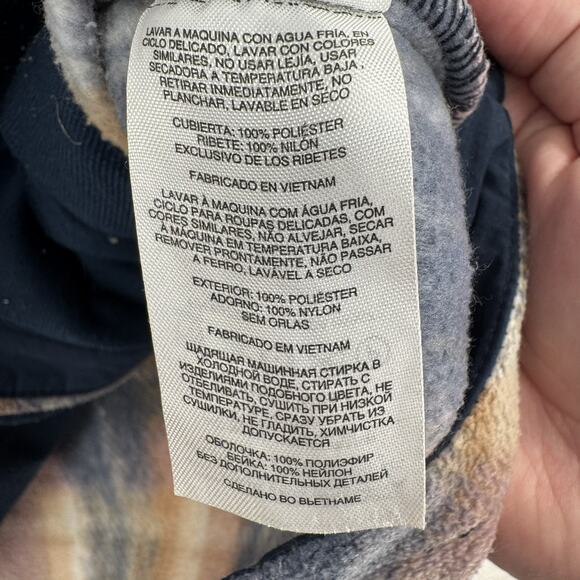 LAVAR A MAQUINA CON AGUA FRÍA, EN
CICLO DELICADO, LAVAR CON COLORES
SIMILARES, NO USAR LEJÍA, USAR
SECADORA A TEMPERATURA BAJA,
RETIRAR INMEDIATAMENTE, NO
PLANCHAR, LAVABLE EN SECO
CUBIERTA: 100% POLIÉSTER
RIBETE: 100% NILÓN
EXCLUSIVO DE LOS RIBETES
FABRICADO EN VIETNAM
LAVAR À MAQUINA COM ÁGUA FRIA,
CICLO PARA ROUPAS DELICADAS, COM
CORES SIMILARES, NÃO ALVEJAR, SECAR
À MÁQUINA EM TEMPERATURA BAIXA,
REMOVER PRONTAMENTE, NÃO PASSAR
A FERRO, LAVÁVEL A SECO
EXTERIOR: 100% POLIÉSTER
ADORNO: 100% NYLON
SEM ORLAS
FABRICADO EM VIETNAM
ЩАДЯЩАЯ МАШИННАЯ СТИРКА В
ХОЛОДНОЙ ВОДЕ, СТИРАТЬ С
ИЗДЕЛИЯМИ ПОДОБНОГО ЦВЕТА, НЕ
ОТБЕЛИВАТЬ, СУШИТЬ ПРИ НИЗКОЙ
ТЕМПЕРАТУРЕ, СРАЗУ УБРАТЬ ИЗ
СУШИЛКИ, НЕ ГЛАДИТЬ, ХИМЧИСТКА
ДОПУСКАЕТСЯ
ОБОЛОЧКА: 100% ПОЛИЭФИР
БЕЙКА: 100% НЕЙЛОН
БЕЗ ДОПОЛНИТЕЛЬНЫХ ДЕТАЛЕЙ
СДЕЛАНО ВО ВЬЕТНАМЕ